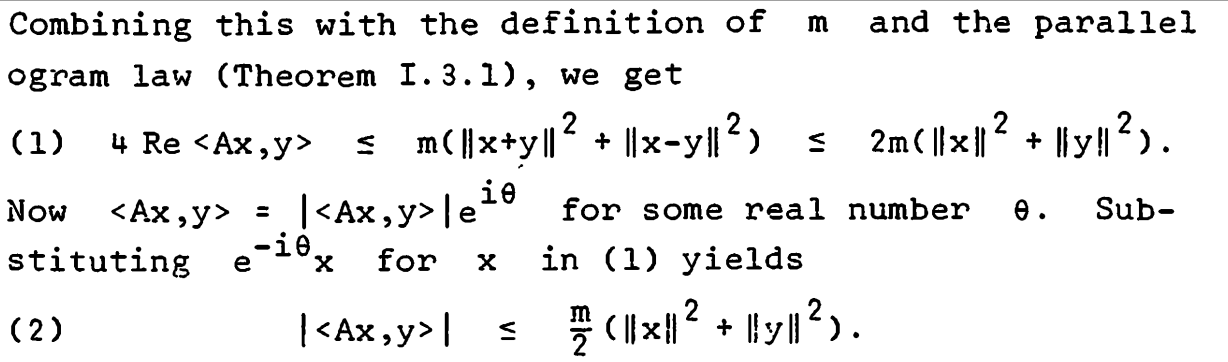 Combining this with the definition of m and the parallel
ogram law (Theorem I.3.1), we get
(1) 4 Re <Ax,y> ≤ m(‖x+y‖² + ‖x-y‖²) ≤ 2m(‖x‖² + ‖y‖²).
Now <Ax,y> = |<Ax,y>|e^{iθ} for some real number θ. Sub-
stituting e^{-iθ}x for x in (1) yields
(2) |<Ax,y>| ≤ m/2 (‖x‖² + ‖y‖²).